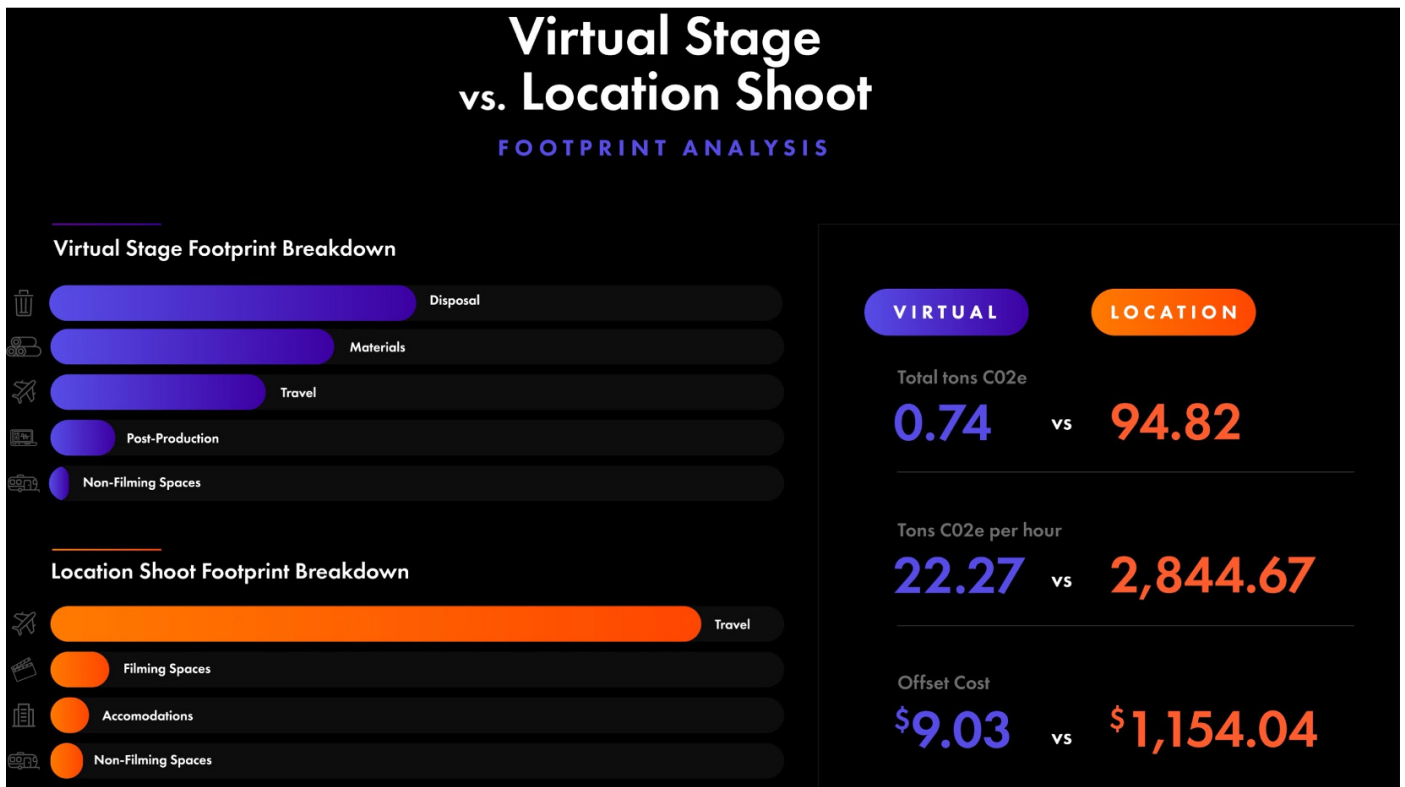 Virtual Stage
vs. Location Shoot
FOOTPRINT ANALYSIS
Virtual Stage Footprint Breakdown
Disposal
Materials
Travel
Post-Production
Non-Filming Spaces
Location Shoot Footprint Breakdown
Travel
Filming Spaces
Accomodations
Non-Filming Spaces
VIRTUAL LOCATION
Total tons C02e
0.74 vs 94.82
Tons C02e per hour
22.27 vs 2,844.67
Offset Cost
$9.03 vs $1,154.04